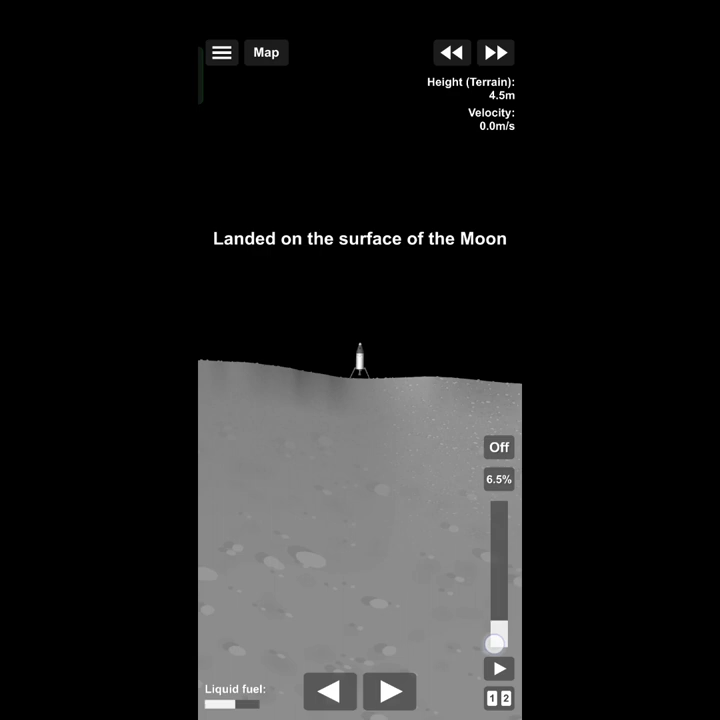 Map
Height (Terrain):
4.5m
Velocity:
0.0m/s
Landed on the surface of the Moon
Off
6.5%
Liquid fuel:
1 2